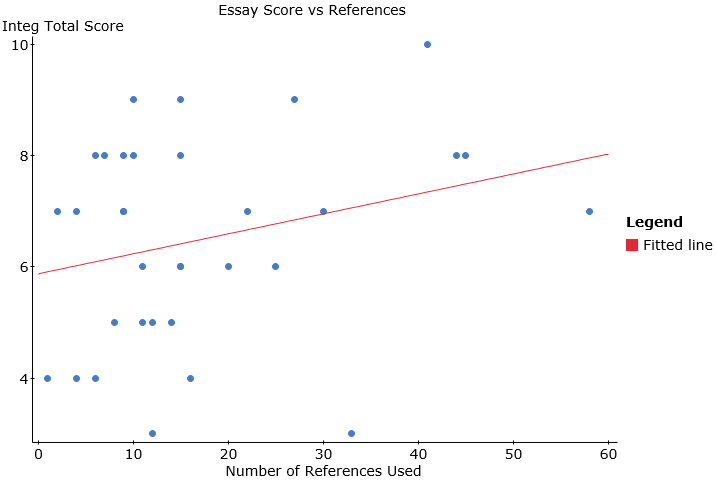 Essay Score vs References
Integ Total Score
10
8
6
4
0 10 20 30 40 50 60
Number of References Used
Legend
Fitted line